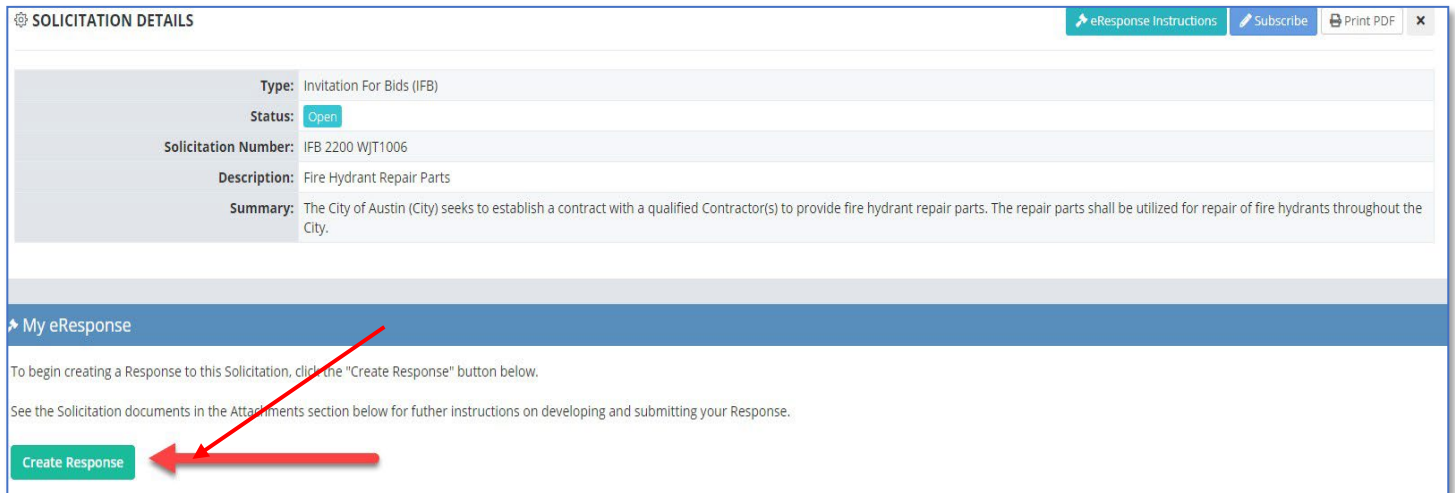 SOLICITATION DETAILS
eResponse Instructions
Subscribe
Print PDF
x
Type: Invitation For Bids (IFB)
Status: Open
Solicitation Number: IFB 2200 WJT1006
Description: Fire Hydrant Repair Parts
Summary: The City of Austin (City) seeks to establish a contract with a qualified Contractor(s) to provide fire hydrant repair parts. The repair parts shall be utilized for repair of fire hydrants throughout the
City.
My eResponse
To begin creating a Response to this Solicitation, click the "Create Response" button below.
See the Solicitation documents in the Attachments section below for futher instructions on developing and submitting your Response.
Create Response